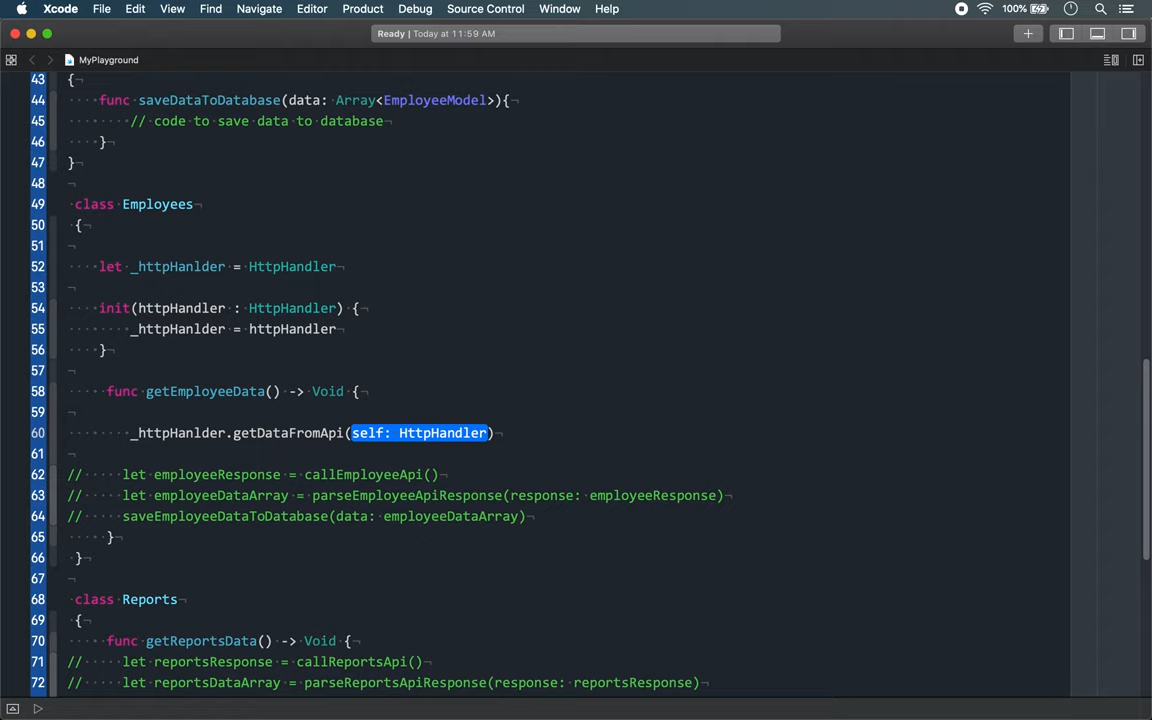 Xcode File Edit View Find Navigate Editor Product Debug Source Control Window Help 100%
Ready | Today at 11:59 AM
MyPlayground
43 {
44 func saveDataToDatabase(data: Array<EmployeeModel>){
45 // code to save data to database
46 }
47 }
48
49 class Employees
50 {
51
52 let _httpHanlder = HttpHandler
53
54 init(httpHandler : HttpHandler) {
55 _httpHanlder = httpHandler
56 }
57
58 func getEmployeeData() -> Void {
59
60 _httpHanlder.getDataFromApi(self: HttpHandler)
61
62 // let employeeResponse = callEmployeeApi()
63 // let employeeDataArray = parseEmployeeApiResponse(response: employeeResponse)
64 // saveEmployeeDataToDatabase(data: employeeDataArray)
65 }
66 }
67
68 class Reports
69 {
70 func getReportsData() -> Void {
71 // let reportsResponse = callReportsApi()
72 // let reportsDataArray = parseReportsApiResponse(response: reportsResponse)